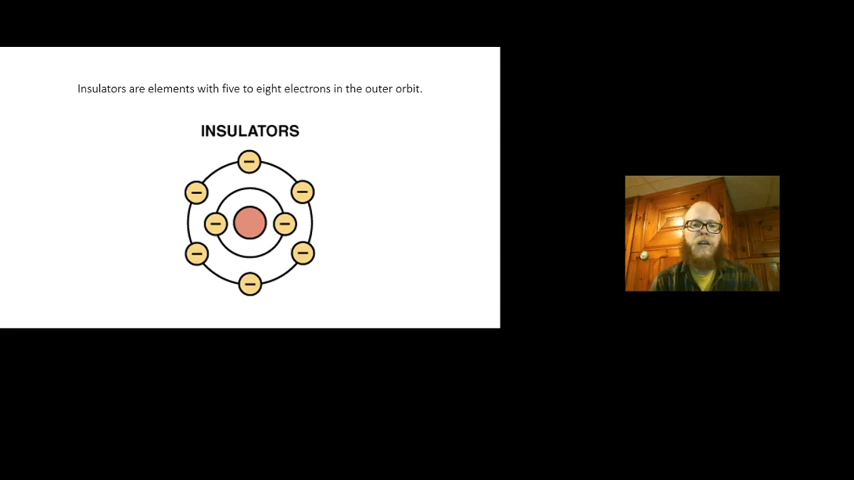 Insulators are elements with five to eight electrons in the outer orbit.
INSULATORS